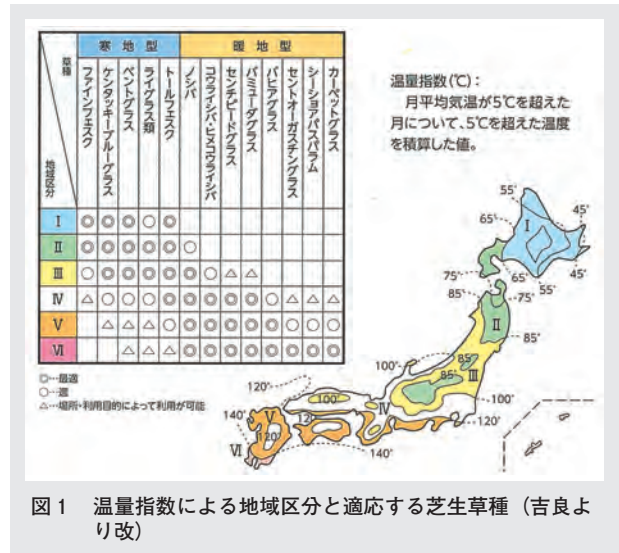 草種
地域区分
寒地型
暖地型
ファインフェスク
ケンタッキーブルーグラス
ベントグラス
ライグラス類
トールフェスク
ノシバ
コウライシバ・ヒメコウライシバ
センチピードグラス
バミューダグラス
バヒアグラス
セントオーガスチングラス
シーショアパスパラム
カーペットグラス
Ⅰ ◎ ◎ ◎ ○ ◎
Ⅱ ◎ ◎ ◎ ◎ ◎ ○
Ⅲ ○ ◎ ◎ ◎ ◎ ◎ ○ △ △
Ⅳ △ ○ ○ ○ ◎ ◎ ◎ ◎ ◎ ○ △ △ △
Ⅴ △ △ △ ○ ◎ ◎ ◎ ◎ ◎ ○ ○ ○
Ⅵ △ △ △ ○ ◎ ◎ ◎ ◎ ◎ ◎ ◎
◎…最適
○…適
△…場所・利用目的によって利用が可能
温量指数(℃)：
月平均気温が5℃を超えた
月について、5℃を超えた温度
を積算した値。
55°
45°
65°
Ⅰ
75°
65°
55°
45°
85°
75°
Ⅱ
85°
100°
85°
Ⅲ
85°
120°
100°
100°
140°
Ⅴ
120
Ⅳ
120°
Ⅵ
120°
140°
図1 温量指数による地域区分と適応する芝生草種（吉良よ
り改）